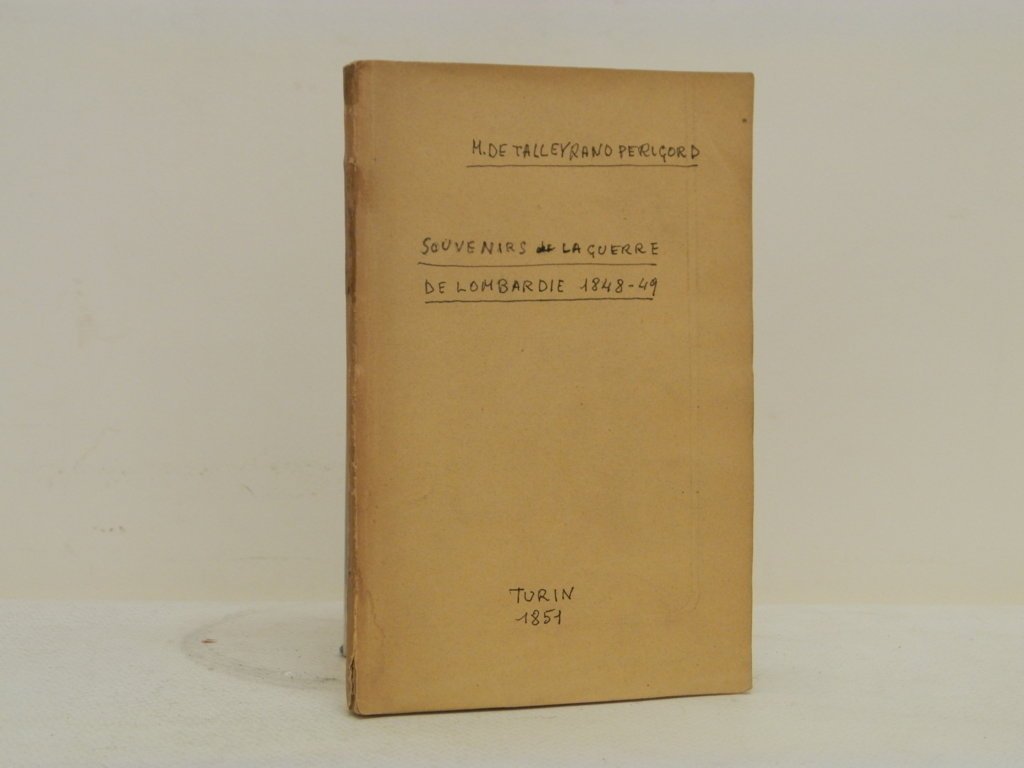 M. DE TALLEYRAND PERIGORD
SOUVENIRS de LA GUERRE
DE LOMBARDIE 1848-49
TURIN
1851